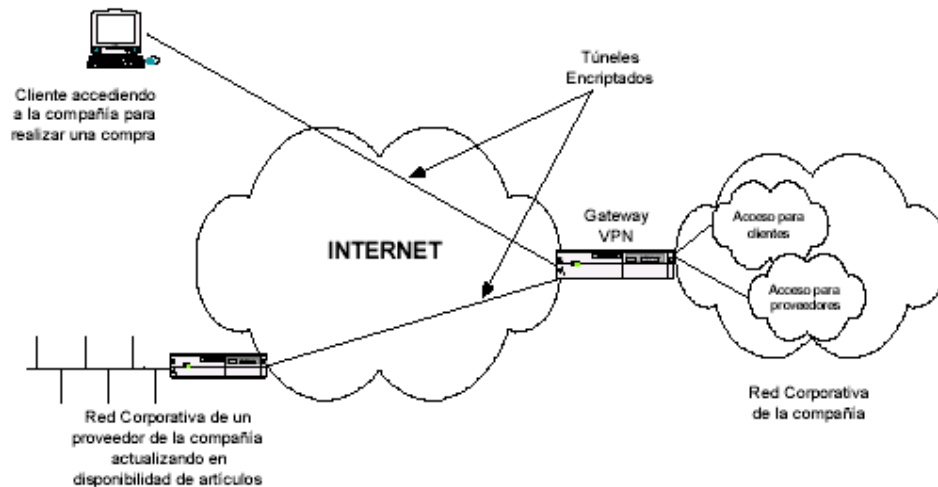 Cliente accediendo
a la compañía para
realizar una compra
Túneles
Encriptados
INTERNET
Gateway
VPN
Acceso para
clientes
Acceso para
proveedores
Red Corporativa de un
proveedor de la compañía
actualizando en
disponibilidad de artículos
Red Corporativa
de la compañía